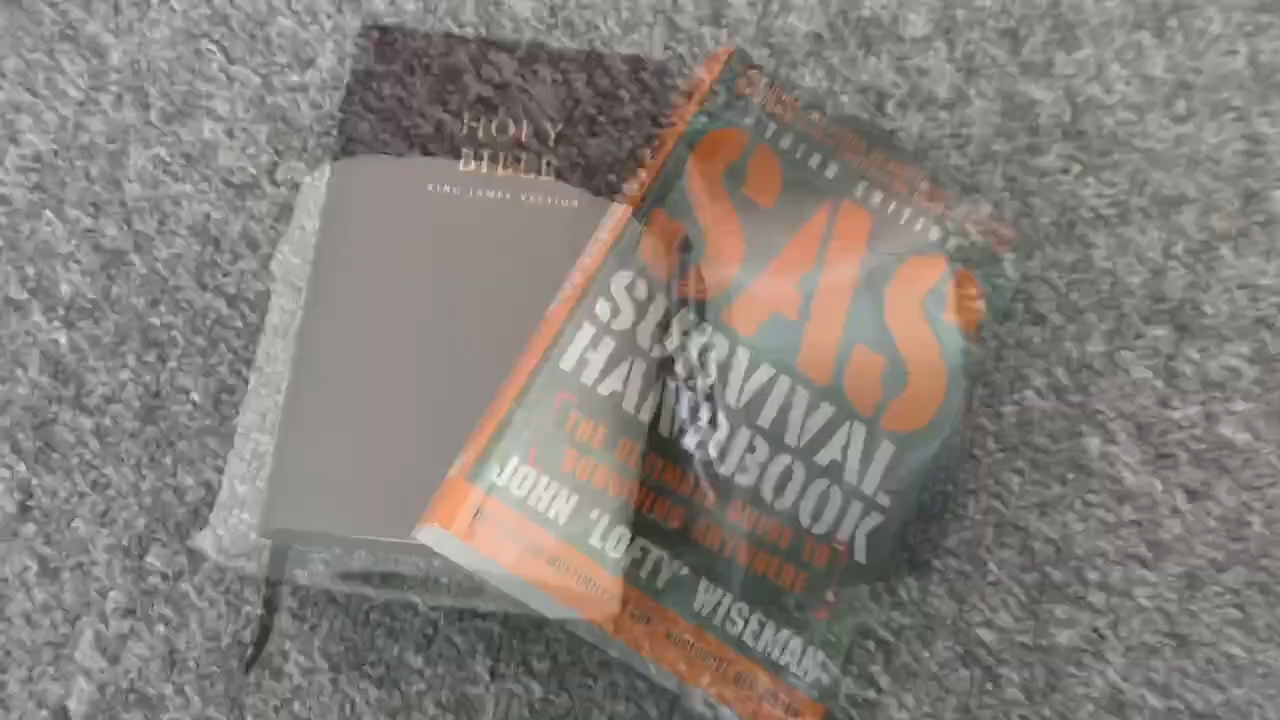 HOLY
BIBLE
KING JAMES VERSION
THIRD EDITION
SAS
SURVIVAL
HANDBOOK
THE ULTIMATE GUIDE TO
SURVIVING ANYWHERE
JOHN 'LOFTY' WISEMAN